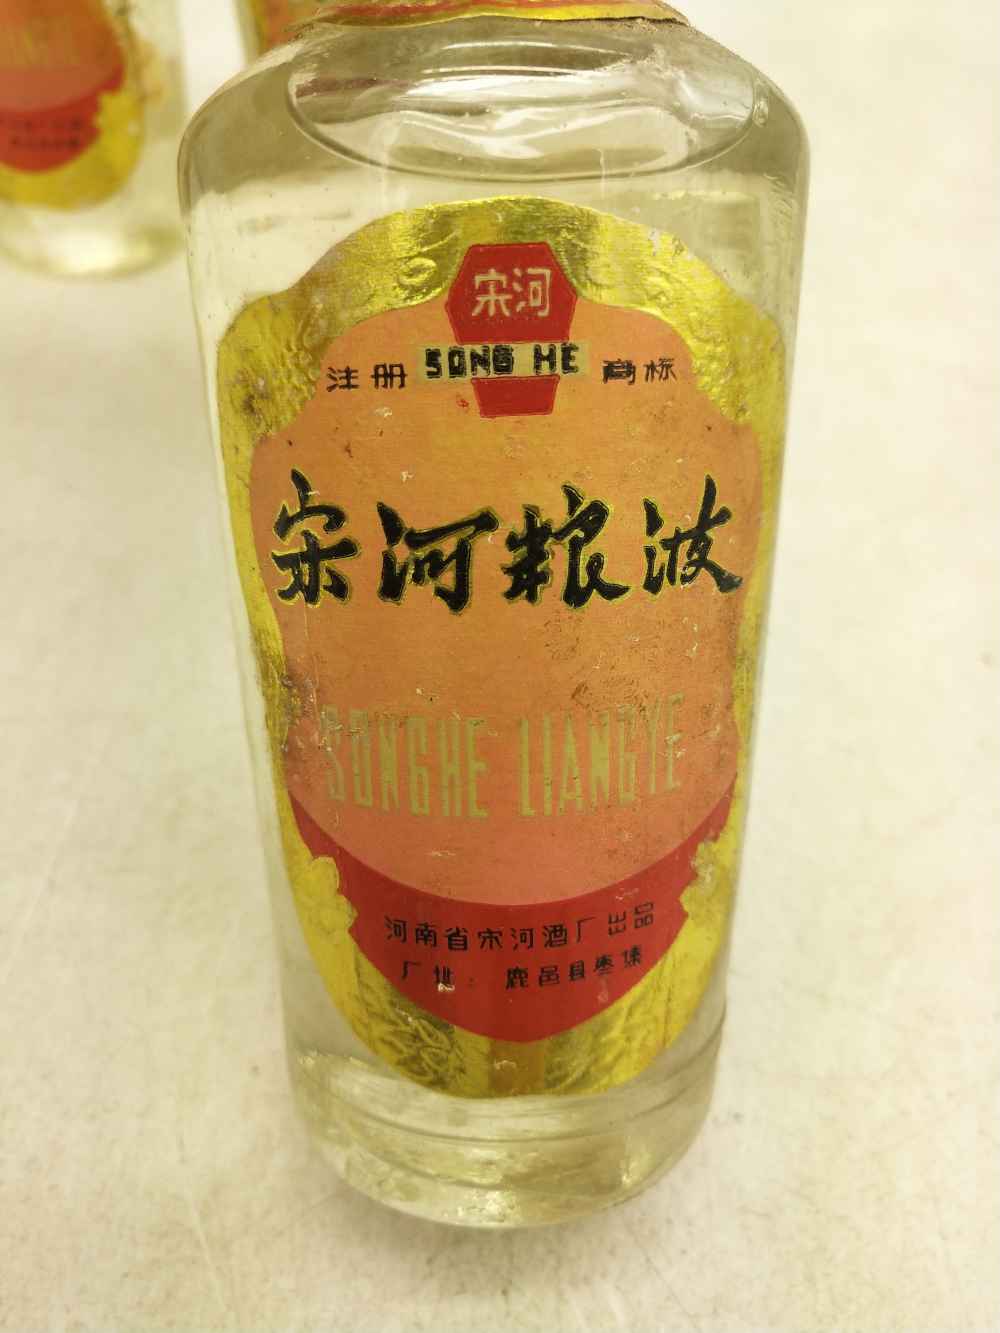 宋河
注册 SONG HE 商标
宋河粮液
SONGHE LIANGYE
河南省宋河酒厂出品
厂址：鹿邑县枣集